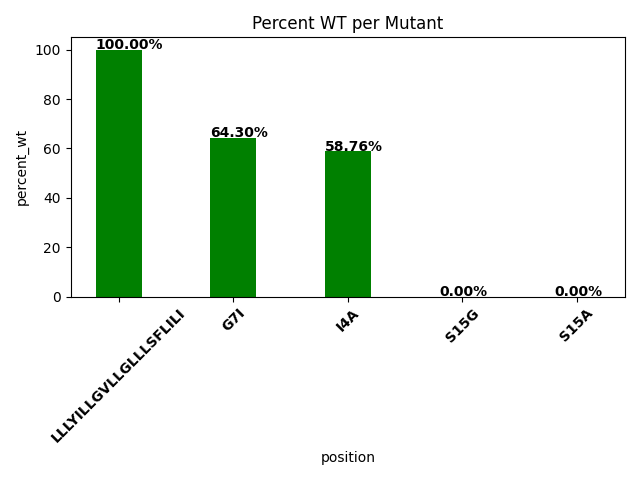 Percent WT per Mutant
percent_wt
100
80
60
40
20
0
100.00%
64.30%
58.76%
0.00%
0.00%
LLLYILLGVLLGLLLSFLILI
G7I
I4A
S15G
S15A
position